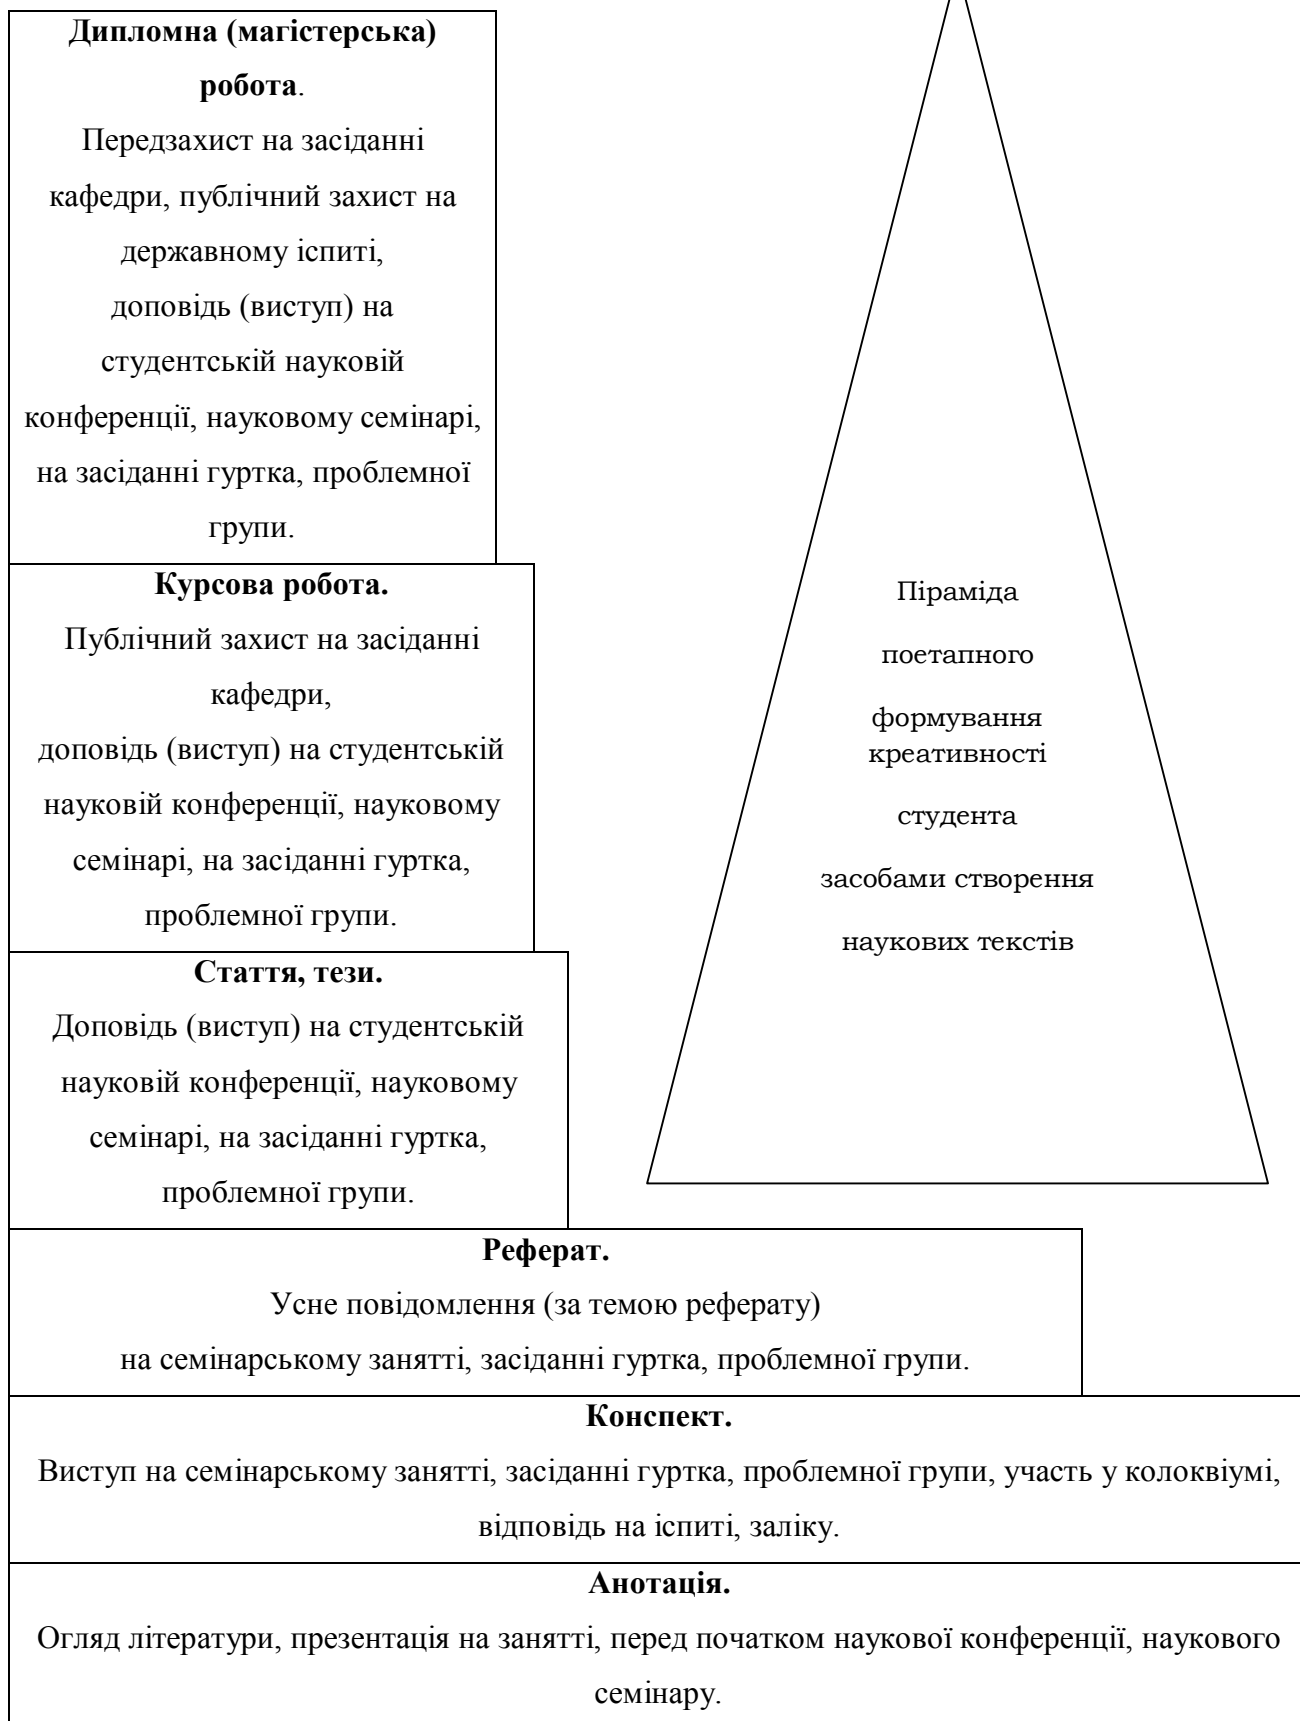 Дипломна (магістерська)
робота.
Передзахист на засіданні
кафедри, публічний захист на
державному іспиті,
доповідь (виступ) на
студентській науковій
конференції, науковому семінарі,
на засіданні гуртка, проблемної
групи.
Курсова робота.
Публічний захист на засіданні
кафедри,
доповідь (виступ) на студентській
науковій конференції, науковому
семінарі, на засіданні гуртка,
проблемної групи.
Стаття, тези.
Доповідь (виступ) на студентській
науковій конференції, науковому
семінарі, на засіданні гуртка,
проблемної групи.
Піраміда
поетапного
формування
креативності
студента
засобами створення
наукових текстів
Реферат.
Усне повідомлення (за темою реферату)
на семінарському занятті, засіданні гуртка, проблемної групи.
Конспект.
Виступ на семінарському занятті, засіданні гуртка, проблемної групи, участь у колоквіумі,
відповідь на іспиті, заліку.
Анотація.
Огляд літератури, презентація на занятті, перед початком наукової конференції, наукового
семінару.